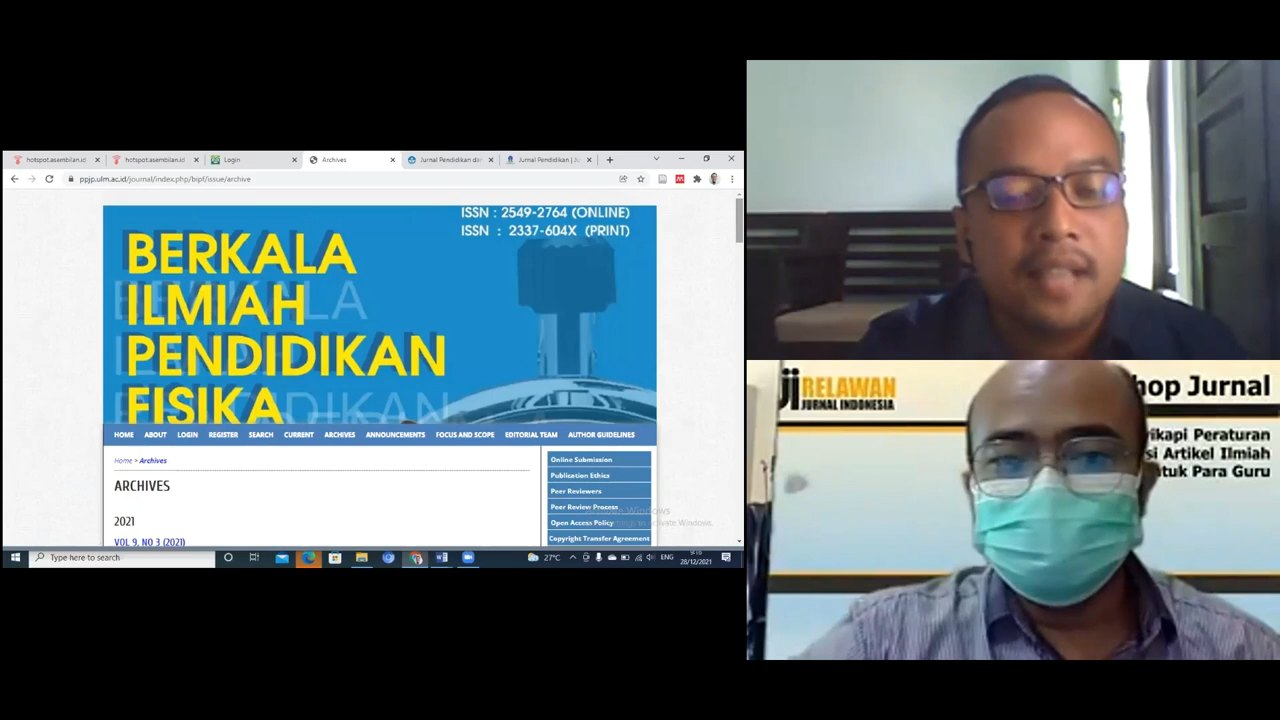 hotspot.asembilan.id
hotspot.asembilan.id
Login
Archives
Jurnal Pendidikan dan
Jurnal Pendidikan | Ju
ppjp.ulm.ac.id/journal/index.php/bipf/issue/archive
ISSN : 2549-2764 (ONLINE)
ISSN : 2337-604X (PRINT)
BERKALA
ILMIAH
PENDIDIKAN
FISIKA
HOME ABOUT LOGIN REGISTER SEARCH CURRENT ARCHIVES ANNOUNCEMENTS FOCUS AND SCOPE EDITORIAL TEAM AUTHOR GUIDELINES
Home > Archives
ARCHIVES
2021
VOL 9, NO 3 (2021)
Online Submission
Publication Ethics
Peer Reviewers
Peer Review Process
Open Access Policy
Copyright Transfer Agreement
Type here to search
27°C
ENG
28/12/2021
RELAWAN
JURNAL INDONESIA
hop Jurnal
ikapi Peraturan
si Artikel Ilmiah
tuk Para Guru